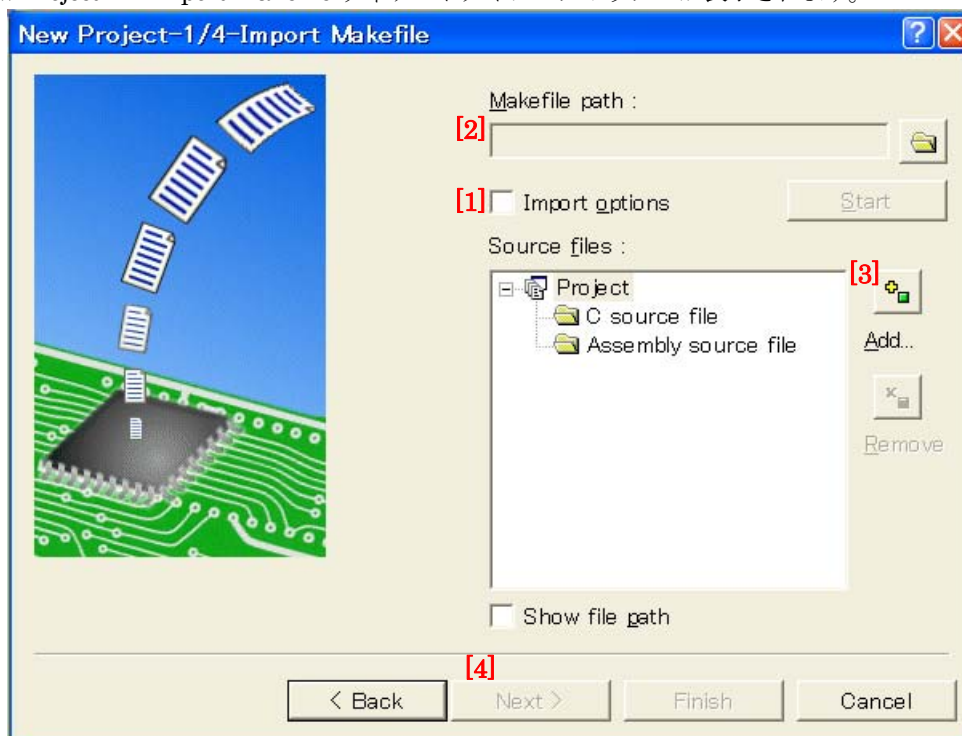 New Project-1/4-Import Makefile
Makefile path :
[2]
[1] Import options
Start
Source files :
[3]
Project
C source file
Assembly source file
Add...
Remove
Show file path
[4]
< Back
Next >
Finish
Cancel